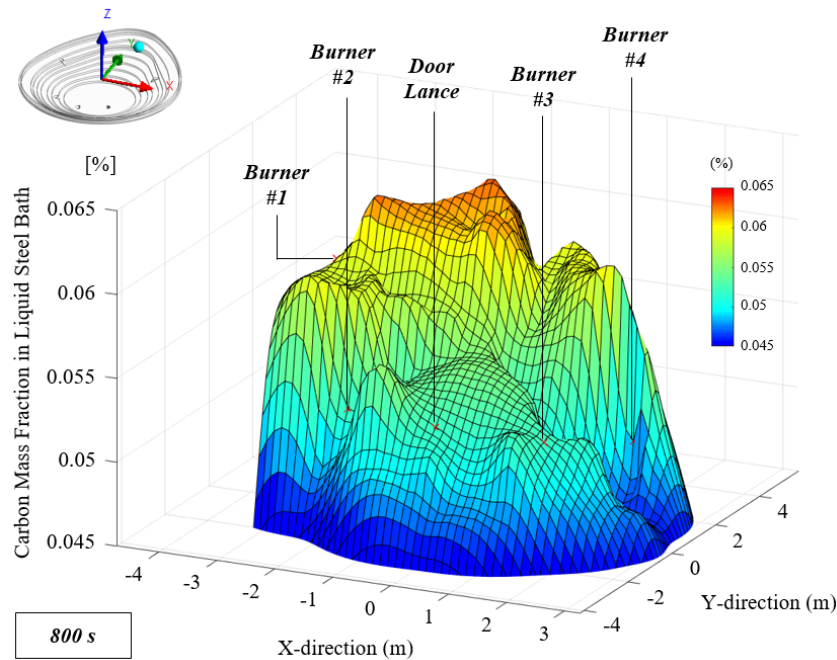 Z
Y
X
Burner
#1
Burner
#2
Door
Lance
Burner
#3
Burner
#4
[%]
Carbon Mass Fraction in Liquid Steel Bath
0.065
0.06
0.055
0.05
0.045
(%)
0.065
0.06
0.055
0.05
0.045
-4
-3
-2
-1
0
1
2
3
X-direction (m)
-4
-2
0
2
4
Y-direction (m)
800 s